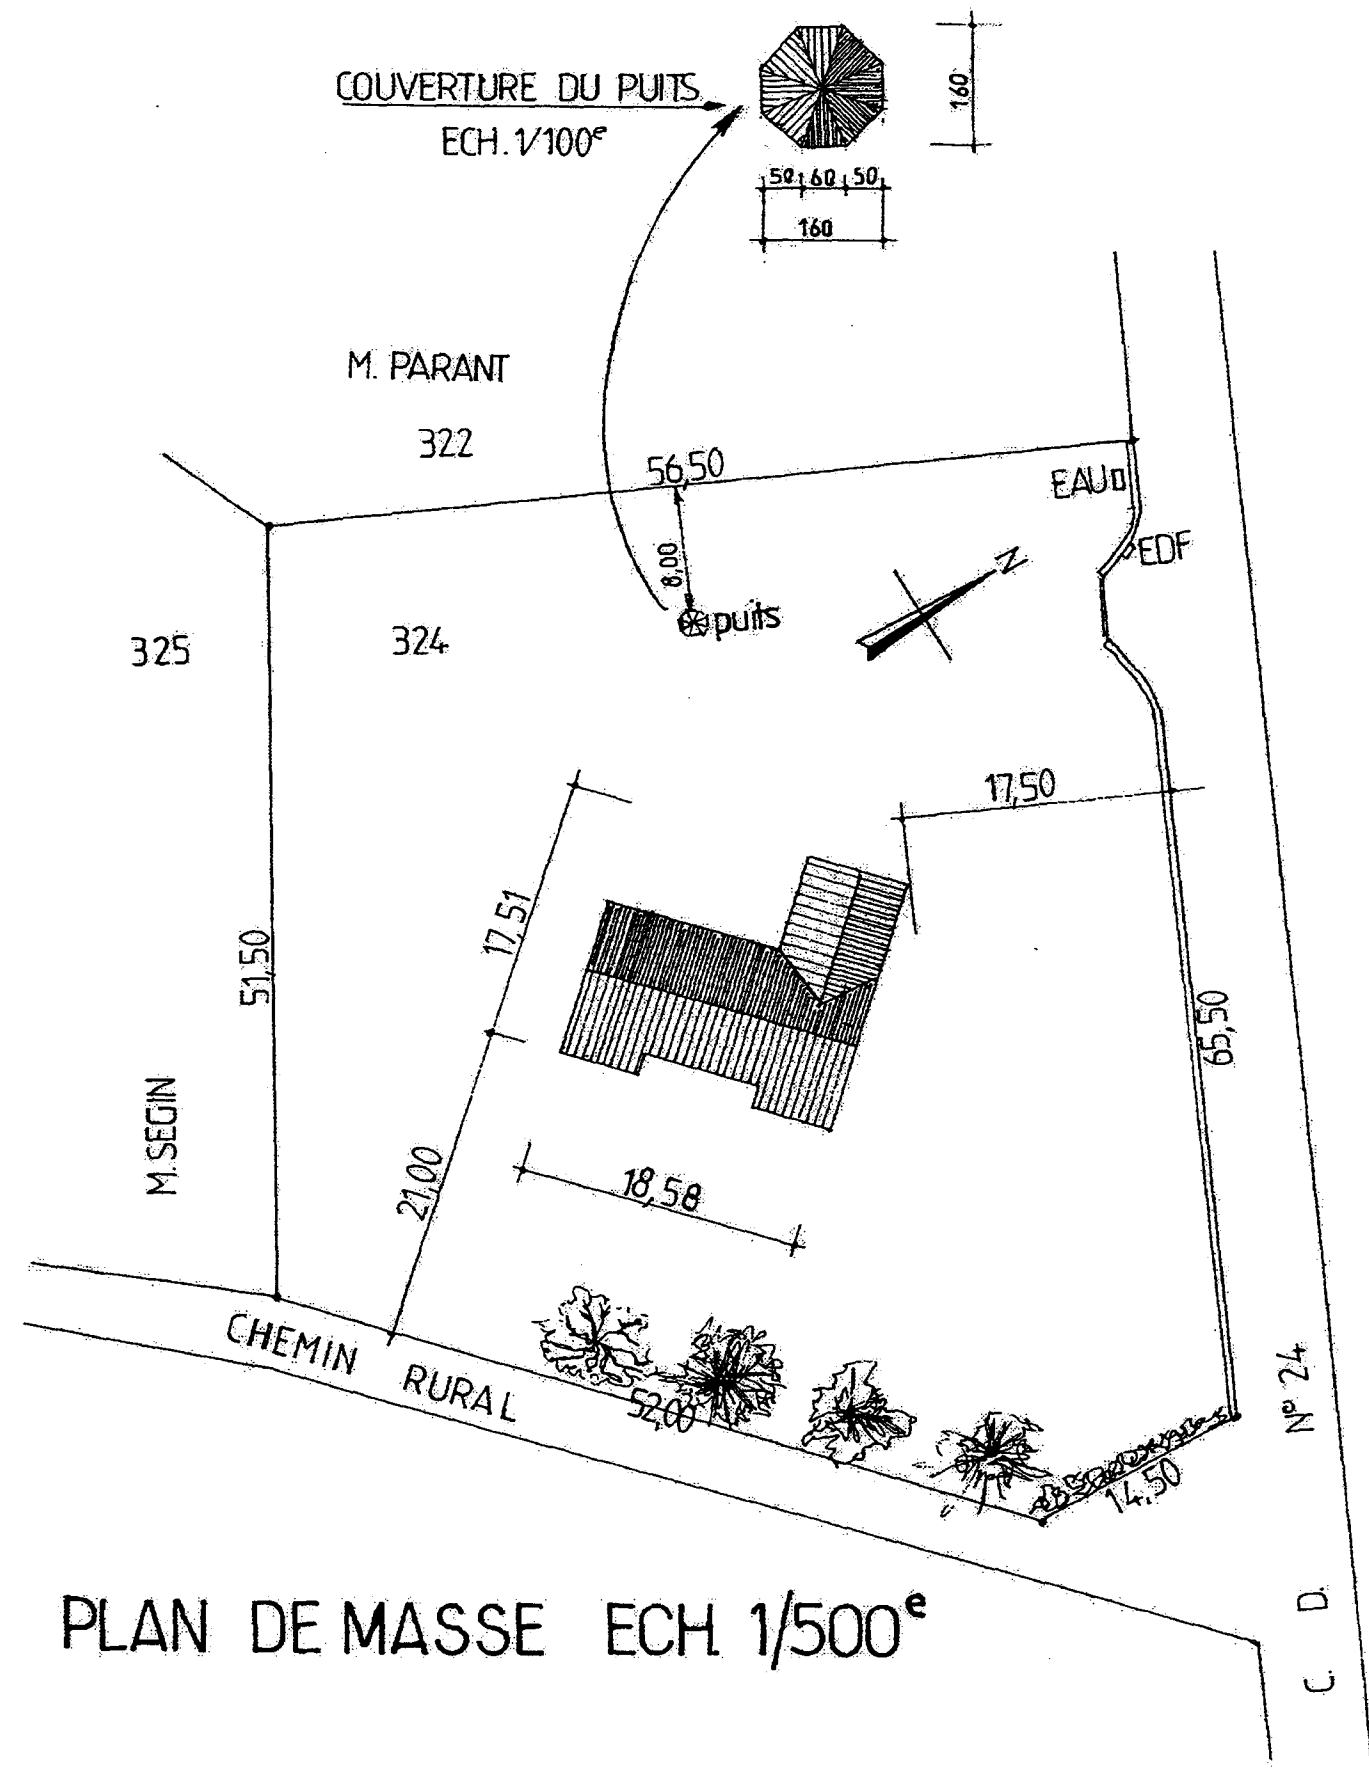 COUVERTURE DU PUITS
ECH. 1/100e
160
50 60 50
160
M. PARANT
322
56,50
EAU
EDF
8,00
N
puits
325
324
17,50
17,51
51,50
65,50
M. SEGIN
21,00
18,58
CHEMIN RURAL
52,00
14,50
C. D. N° 24
PLAN DE MASSE ECH. 1/500e